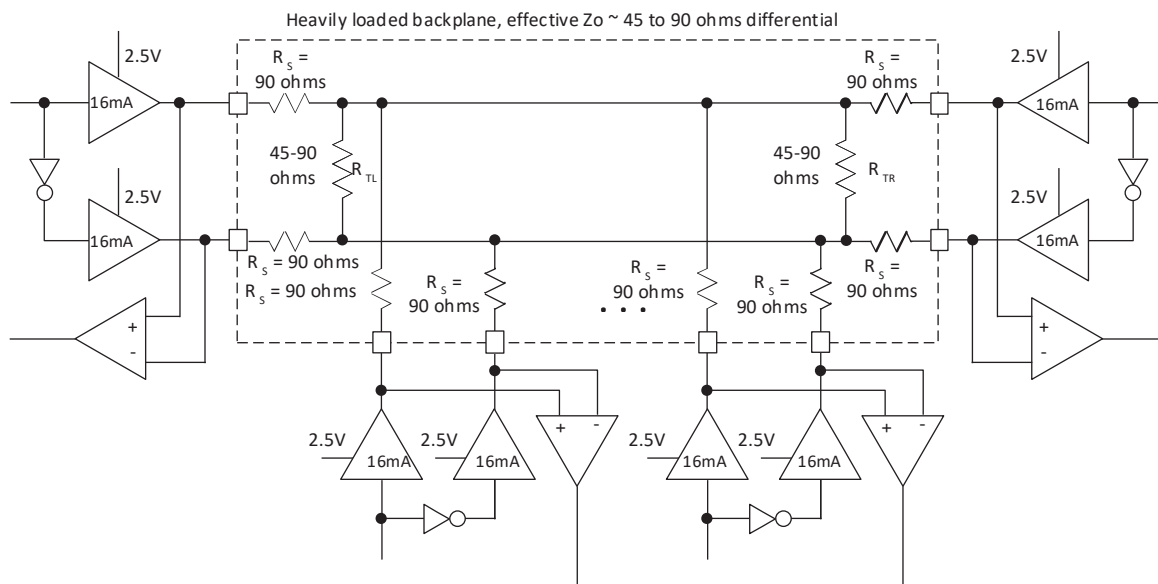 Heavily loaded backplane, effective Zo ~ 45 to 90 ohms differential
2.5V
R S =
90 ohms
R S =
90 ohms
2.5V
16mA
16mA
45-90
ohms
R TL
45-90
ohms
R TR
2.5V
16mA
2.5V
16mA
R S = 90 ohms
R S = 90 ohms
R S =
90 ohms
R S =
90 ohms
R S =
90 ohms
R S =
90 ohms
. . .
+
-
+
-
+
-
+
-
2.5V
16mA
2.5V
16mA
2.5V
16mA
2.5V
16mA